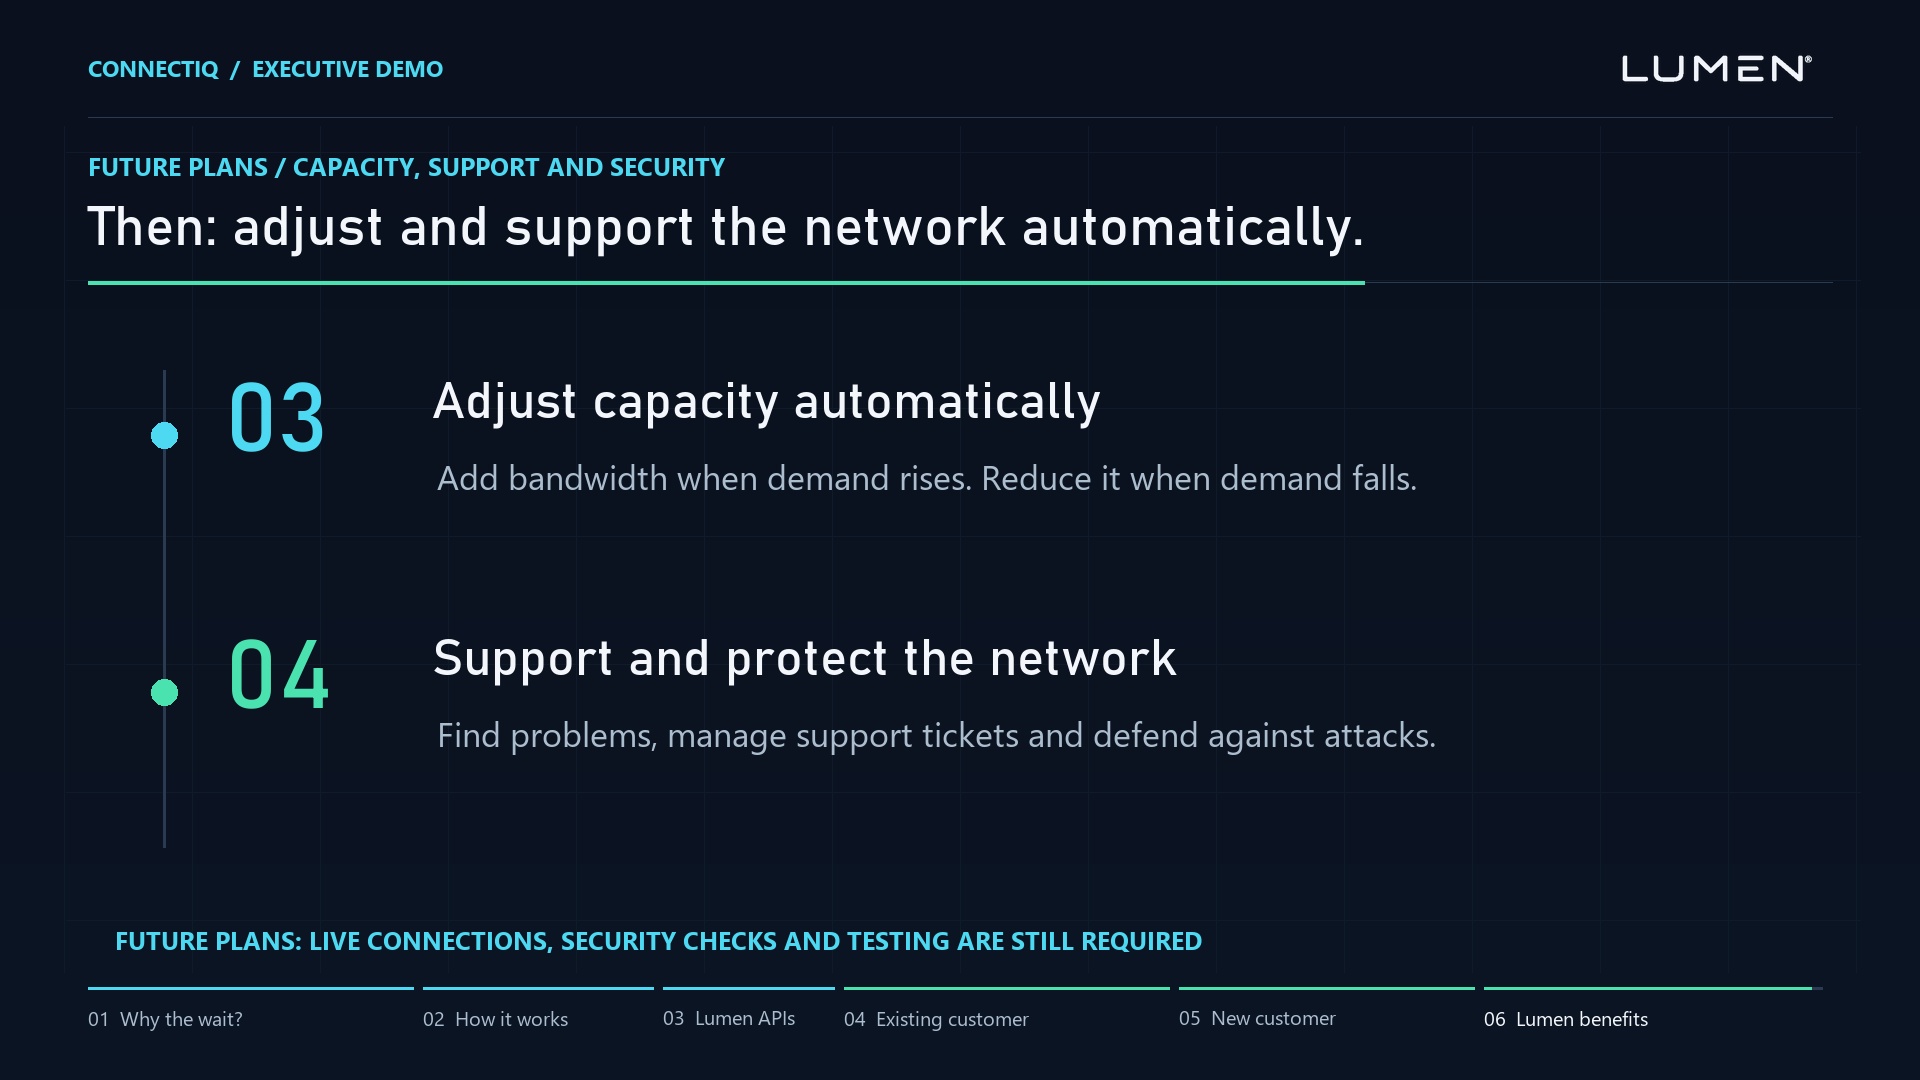 CONNECTIQ / EXECUTIVE DEMO
LUMEN®
FUTURE PLANS / CAPACITY, SUPPORT AND SECURITY
Then: adjust and support the network automatically.
03
Adjust capacity automatically
Add bandwidth when demand rises. Reduce it when demand falls.
04
Support and protect the network
Find problems, manage support tickets and defend against attacks.
FUTURE PLANS: LIVE CONNECTIONS, SECURITY CHECKS AND TESTING ARE STILL REQUIRED
01 Why the wait?
02 How it works
03 Lumen APIs
04 Existing customer
05 New customer
06 Lumen benefits